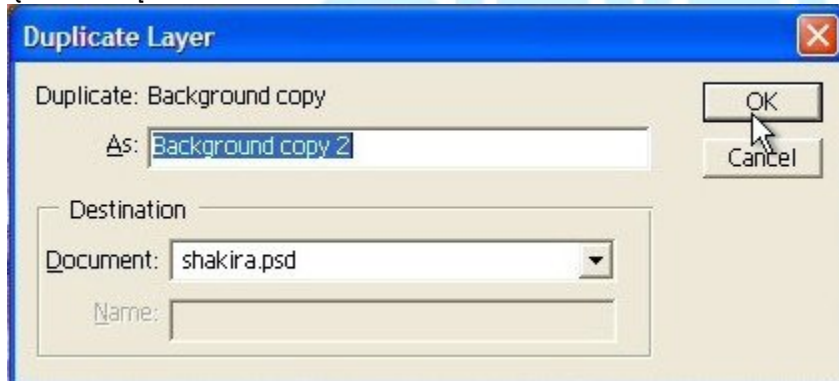 Duplicate Layer
Duplicate: Background copy
OK
As: Background copy 2
Cancel
Destination
Document: shakira.psd
Name: